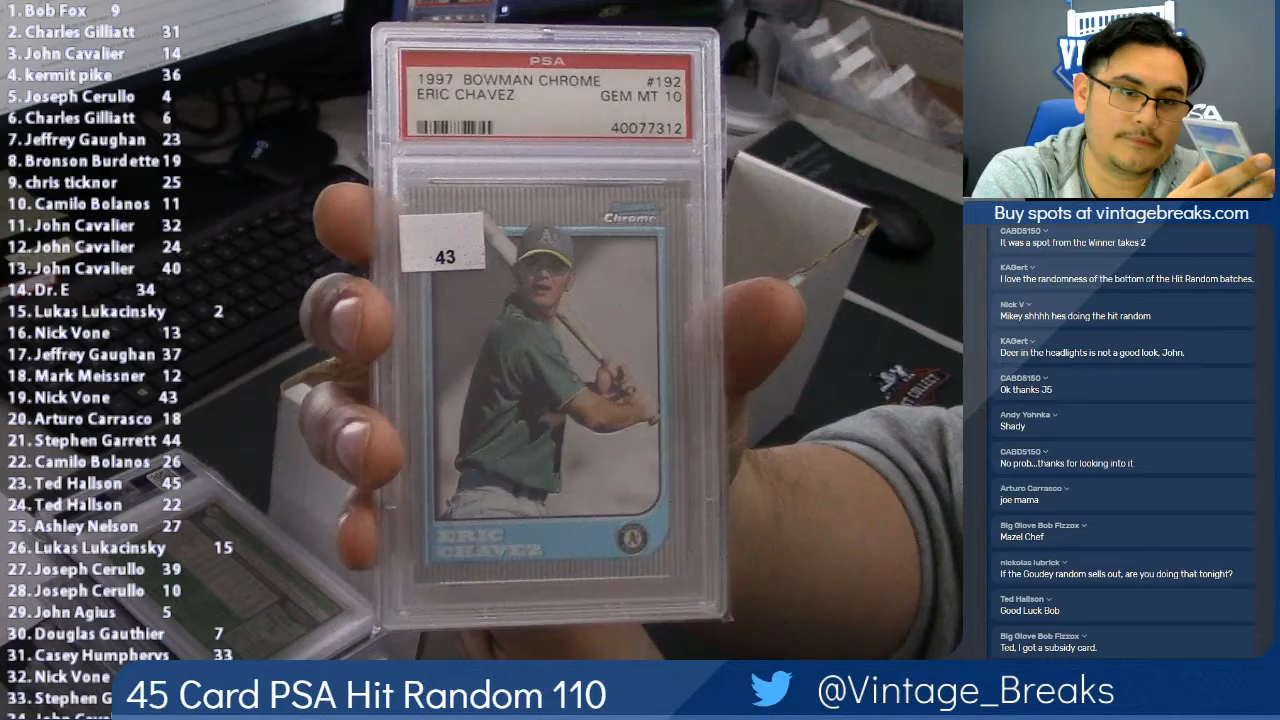 1. Bob Fox 9
2. Charles Gilliatt 31
3. John Cavalier 14
4. kermit pike 36
5. Joseph Cerullo 4
6. Charles Gilliatt 6
7. Jeffrey Gaughan 23
8. Bronson Burdette 19
9. chris ticknor 25
10. Camilo Bolanos 11
11. John Cavalier 32
12. John Cavalier 24
13. John Cavalier 40
14. Dr. E 34
15. Lukas Lukacinsky 2
16. Nick Vone 13
17. Jeffrey Gaughan 37
18. Mark Meissner 12
19. Nick Vone 43
20. Arturo Carrasco 18
21. Stephen Garrett 44
22. Camilo Bolanos 26
23. Ted Hallson 45
24. Ted Hallson 22
25. Ashley Nelson 27
26. Lukas Lukacinsky 15
27. Joseph Cerullo 39
28. Joseph Cerullo 10
29. John Agius 5
30. Douglas Gauthier 7
31. Casey Humpherys 33
32. Nick Vone
33. Stephen G
PSA
1997 BOWMAN CHROME #192
ERIC CHAVEZ GEM MT 10
40077312
Bowman
Chrome
43
ERIC
CHAVEZ
Buy spots at vintagebreaks.com
CABD5150
It was a spot from the Winner takes 2
KAGert
I love the randomness of the bottom of the Hit Random batches.
Nick V
Mikey shhhh hes doing the hit random
KAGert
Deer in the headlights is not a good look, John.
CABD5150
Ok thanks J5
Andy Yohnka
Shady
CABD5150
No prob...thanks for looking into it
Arturo Carrasco
joe mama
Big Glove Bob Fizzox
Mazel Chef
nickolas lubrick
If the Goudey random sells out, are you doing that tonight?
Ted Hallson
Good Luck Bob
Big Glove Bob Fizzox
Ted, I got a subsidy card.
45 Card PSA Hit Random 110
@Vintage_Breaks